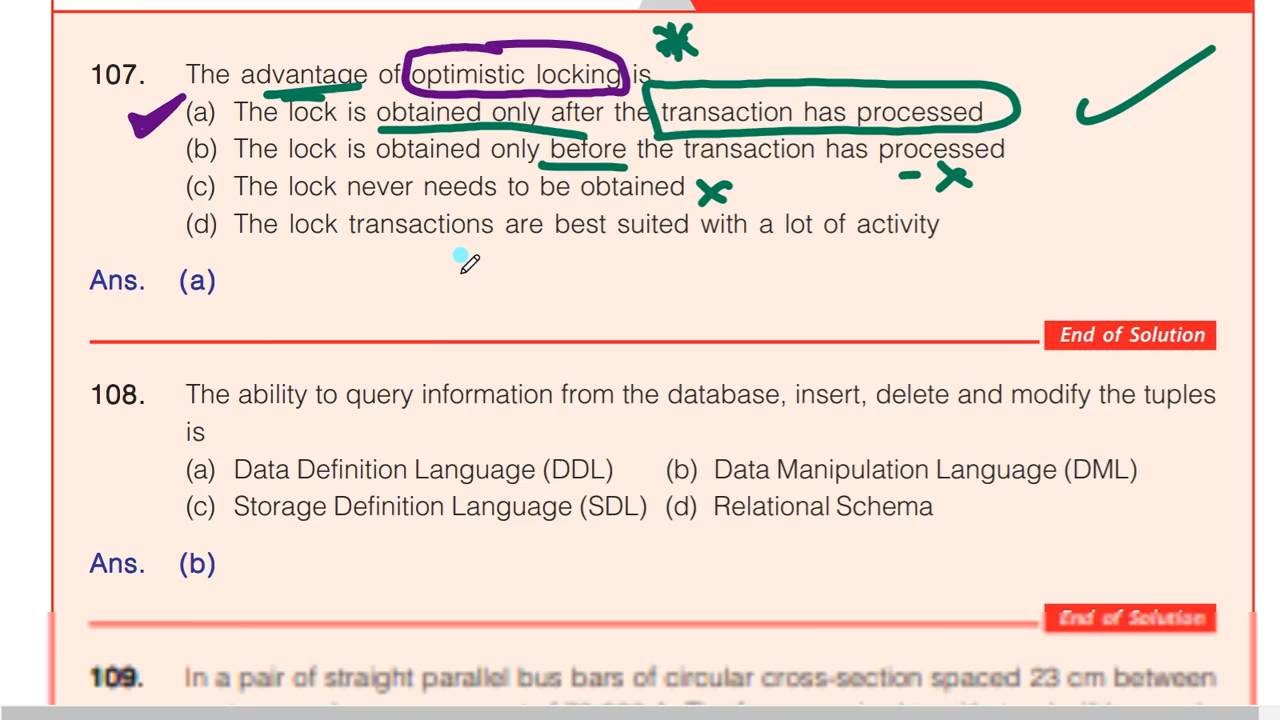 107. The advantage of optimistic locking is
(a) The lock is obtained only after the transaction has processed
(b) The lock is obtained only before the transaction has processed
(c) The lock never needs to be obtained
(d) The lock transactions are best suited with a lot of activity
Ans. (a)
End of Solution
108. The ability to query information from the database, insert, delete and modify the tuples
is
(a) Data Definition Language (DDL) (b) Data Manipulation Language (DML)
(c) Storage Definition Language (SDL) (d) Relational Schema
Ans. (b)
End of Solution
109. In a pair of straight parallel bus bars of circular cross-section spaced 23 cm between